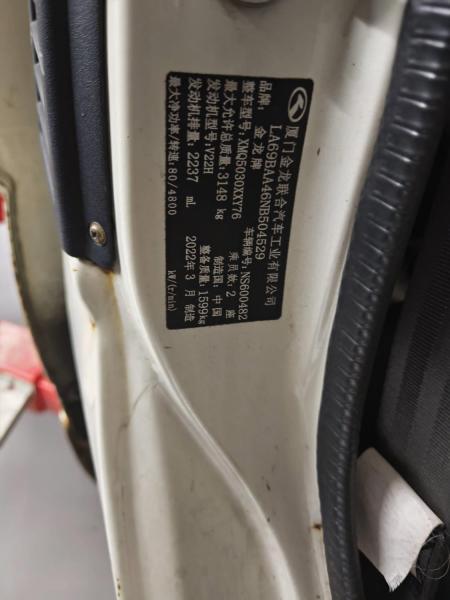 厦门金龙联合汽车工业有限公司
LA69BAA46NB504529
品牌: 金龙牌 车辆编号: NS600482
整车型号: XMQ5030XXY76 乘员数: 2 座
最大允许总质量: 3148 kg 制造国: 中国
发动机型号: V22H 整备质量: 1599kg
发动机排量: 2237 mL 2022年 3 月 制造
最大净功率/转速: 80/4800 kW/(r/min)